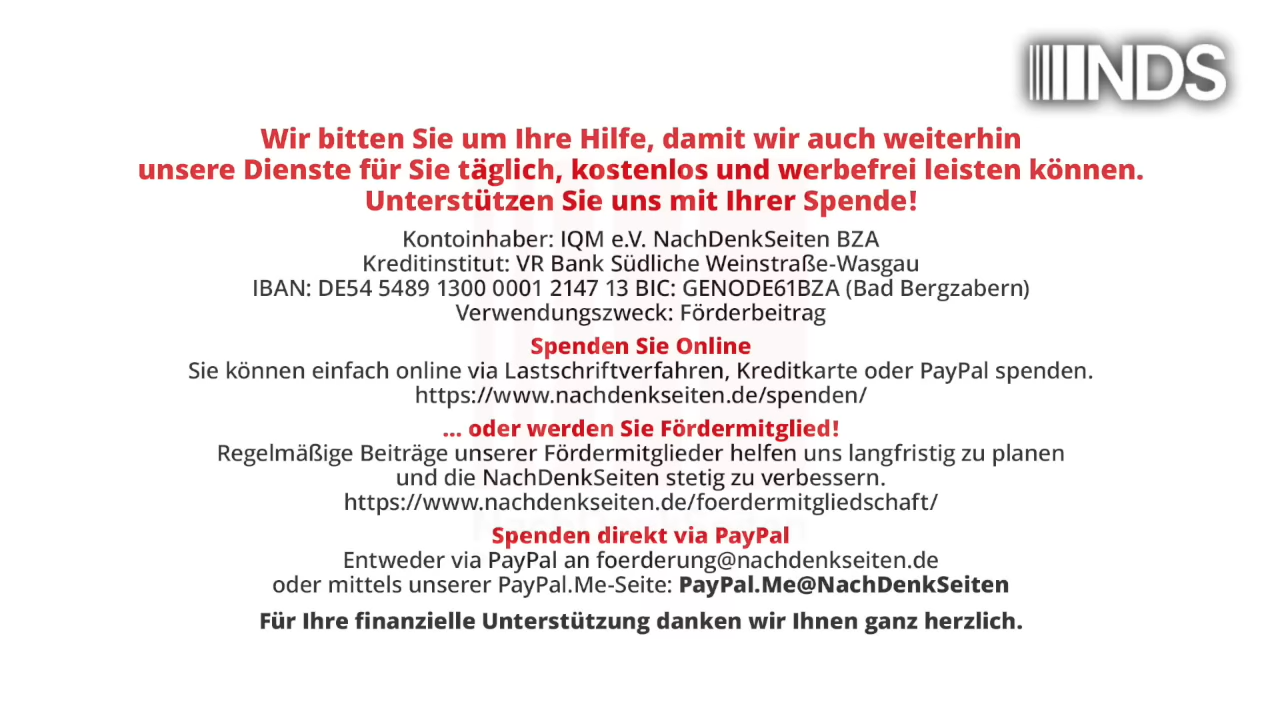 NDS
Wir bitten Sie um Ihre Hilfe, damit wir auch weiterhin
unsere Dienste für Sie täglich, kostenlos und werbefrei leisten können.
Unterstützen Sie uns mit Ihrer Spende!
Kontoinhaber: IQM e.V. NachDenkSeiten BZA
Kreditinstitut: VR Bank Südliche Weinstraße-Wasgau
IBAN: DE54 5489 1300 0001 2147 13 BIC: GENODE61BZA (Bad Bergzabern)
Verwendungszweck: Förderbeitrag
Spenden Sie Online
Sie können einfach online via Lastschriftverfahren, Kreditkarte oder PayPal spenden.
https://www.nachdenkseiten.de/spenden/
... oder werden Sie Fördermitglied!
Regelmäßige Beiträge unserer Fördermitglieder helfen uns langfristig zu planen
und die NachDenkSeiten stetig zu verbessern.
https://www.nachdenkseiten.de/foerdermitgliedschaft/
Spenden direkt via PayPal
Entweder via PayPal an foerderung@nachdenkseiten.de
oder mittels unserer PayPal.Me-Seite: PayPal.Me@NachDenkSeiten
Für Ihre finanzielle Unterstützung danken wir Ihnen ganz herzlich.